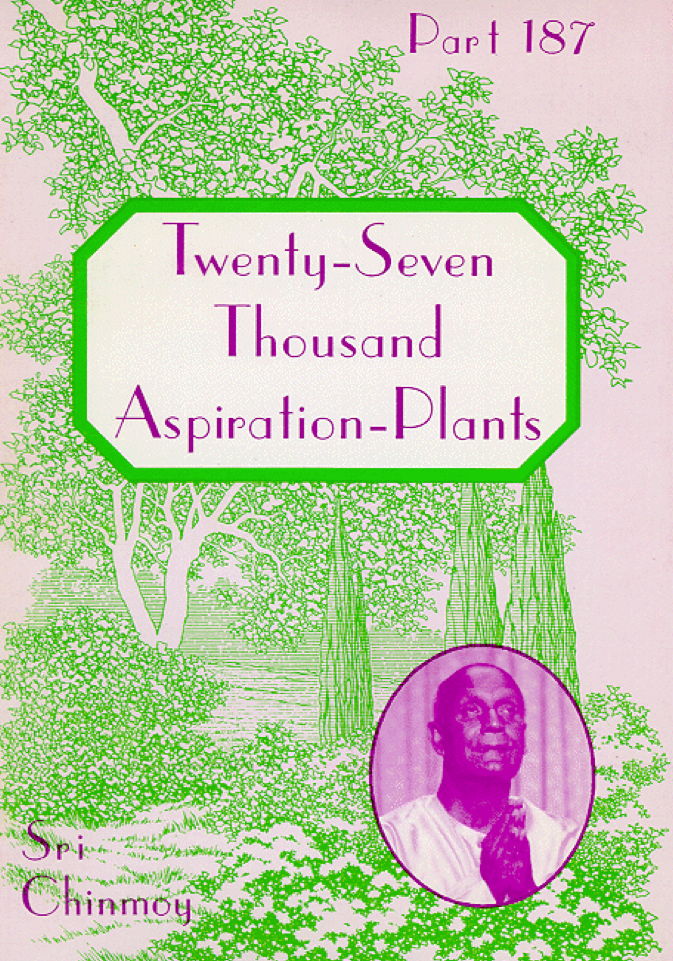 Part 187
Twenty-Seven
Thousand
Aspiration-Plants
Sri
Chinmoy